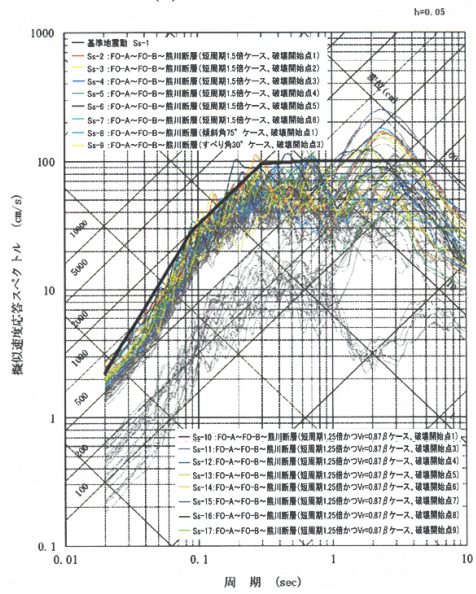 h=0.05
基準地震動 Ss-1
Ss-2 :FO-A～FO-B～熊川断層(短周期1.5倍ケース、破壊開始点1)
Ss-3 :FO-A～FO-B～熊川断層(短周期1.5倍ケース、破壊開始点2)
Ss-4 :FO-A～FO-B～熊川断層(短周期1.5倍ケース、破壊開始点3)
Ss-5 :FO-A～FO-B～熊川断層(短周期1.5倍ケース、破壊開始点4)
Ss-6 :FO-A～FO-B～熊川断層(短周期1.5倍ケース、破壊開始点5)
Ss-7 :FO-A～FO-B～熊川断層(短周期1.5倍ケース、破壊開始点8)
Ss-8 :FO-A～FO-B～熊川断層(傾斜角75°ケース、破壊開始点1)
Ss-9 :FO-A～FO-B～熊川断層(すべり角30°ケース、破壊開始点3)
1000
100
10
1
0.1
擬似速度応答スペクトル (cm/s)
10000
5000
2000
1000
500
200
100
Ss-10:FO-A～FO-B～熊川断層(短周期1.25倍かつVr=0.87βケース、破壊開始点1)
Ss-11:FO-A～FO-B～熊川断層(短周期1.25倍かつVr=0.87βケース、破壊開始点3)
Ss-12:FO-A～FO-B～熊川断層(短周期1.25倍かつVr=0.87βケース、破壊開始点4)
Ss-13:FO-A～FO-B～熊川断層(短周期1.25倍かつVr=0.87βケース、破壊開始点5)
Ss-14:FO-A～FO-B～熊川断層(短周期1.25倍かつVr=0.87βケース、破壊開始点6)
Ss-15:FO-A～FO-B～熊川断層(短周期1.25倍かつVr=0.87βケース、破壊開始点7)
Ss-16:FO-A～FO-B～熊川断層(短周期1.25倍かつVr=0.87βケース、破壊開始点8)
Ss-17:FO-A～FO-B～熊川断層(短周期1.25倍かつVr=0.87βケース、破壊開始点9)
0.01
0.1
1
10
周 期 (sec)